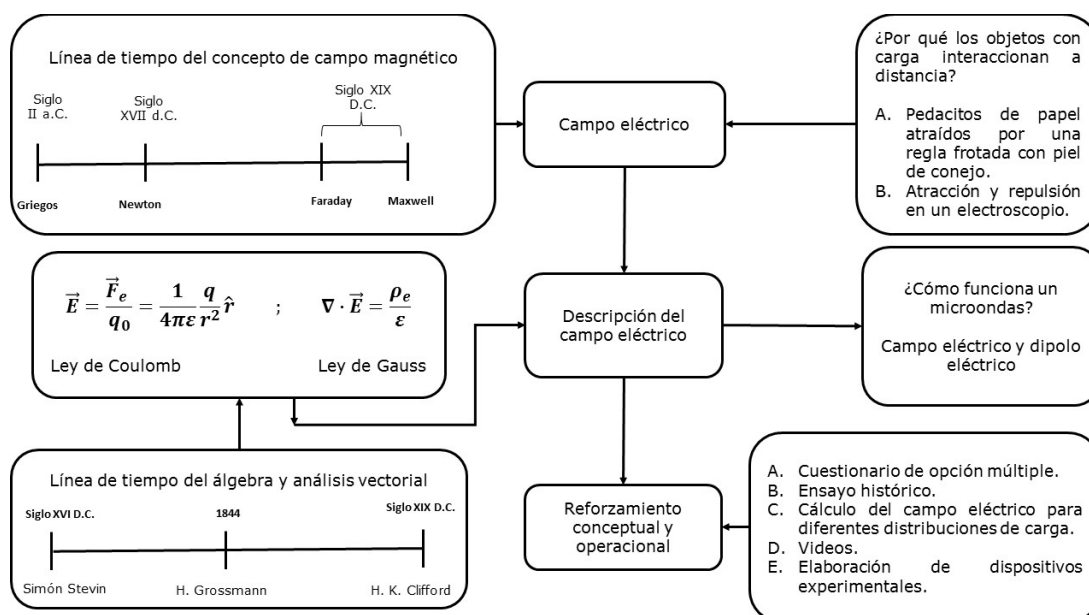 Línea de tiempo del concepto de campo magnético
Siglo
II a.C.
Siglo
XVII d.C.
Siglo XIX
D.C.
Griegos
Newton
Faraday
Maxwell
Campo eléctrico
¿Por qué los objetos con
carga interaccionan a
distancia?
A. Pedacitos de papel
atraídos por una
regla frotada con piel
de conejo.
B. Atracción y repulsión
en un electroscopio.
E⃗ = F⃗ₑ/q₀ = 1/4πε q/r² r̂ ; ∇ · E⃗ = ρₑ/ε
Ley de Coulomb
Ley de Gauss
Descripción del
campo eléctrico
¿Cómo funciona un
microondas?
Campo eléctrico y dipolo
eléctrico
Línea de tiempo del álgebra y análisis vectorial
Siglo XVI D.C.
1844
Siglo XIX D.C.
Simón Stevin
H. Grossmann
H. K. Clifford
Reforzamiento
conceptual y
operacional
A. Cuestionario de opción múltiple.
B. Ensayo histórico.
C. Cálculo del campo eléctrico para
diferentes distribuciones de carga.
D. Videos.
E. Elaboración de dispositivos
experimentales.